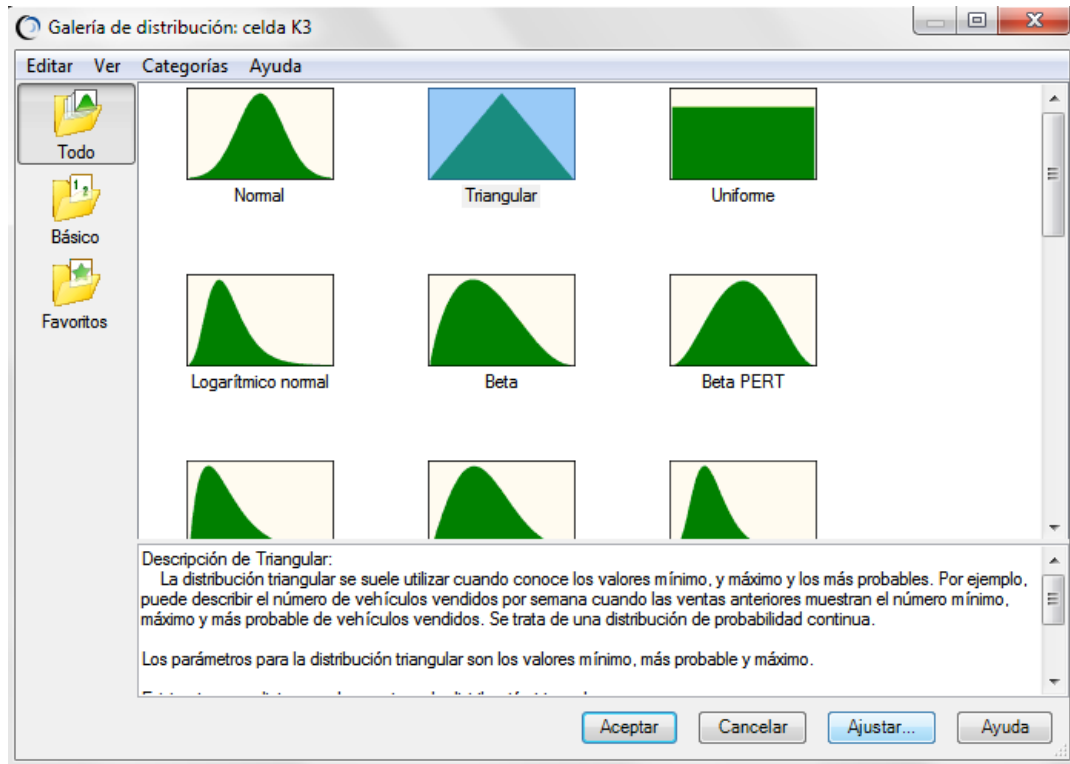 Galería de distribución: celda K3
Editar Ver Categorías Ayuda
Todo
Básico
Favoritos
Normal
Triangular
Uniforme
Logarítmico normal
Beta
Beta PERT
Descripción de Triangular:
La distribución triangular se suele utilizar cuando conoce los valores mínimo, y máximo y los más probables. Por ejemplo,
puede describir el número de vehículos vendidos por semana cuando las ventas anteriores muestran el número mínimo,
máximo y más probable de vehículos vendidos. Se trata de una distribución de probabilidad continua.
Los parámetros para la distribución triangular son los valores mínimo, más probable y máximo.
Aceptar
Cancelar
Ajustar...
Ayuda